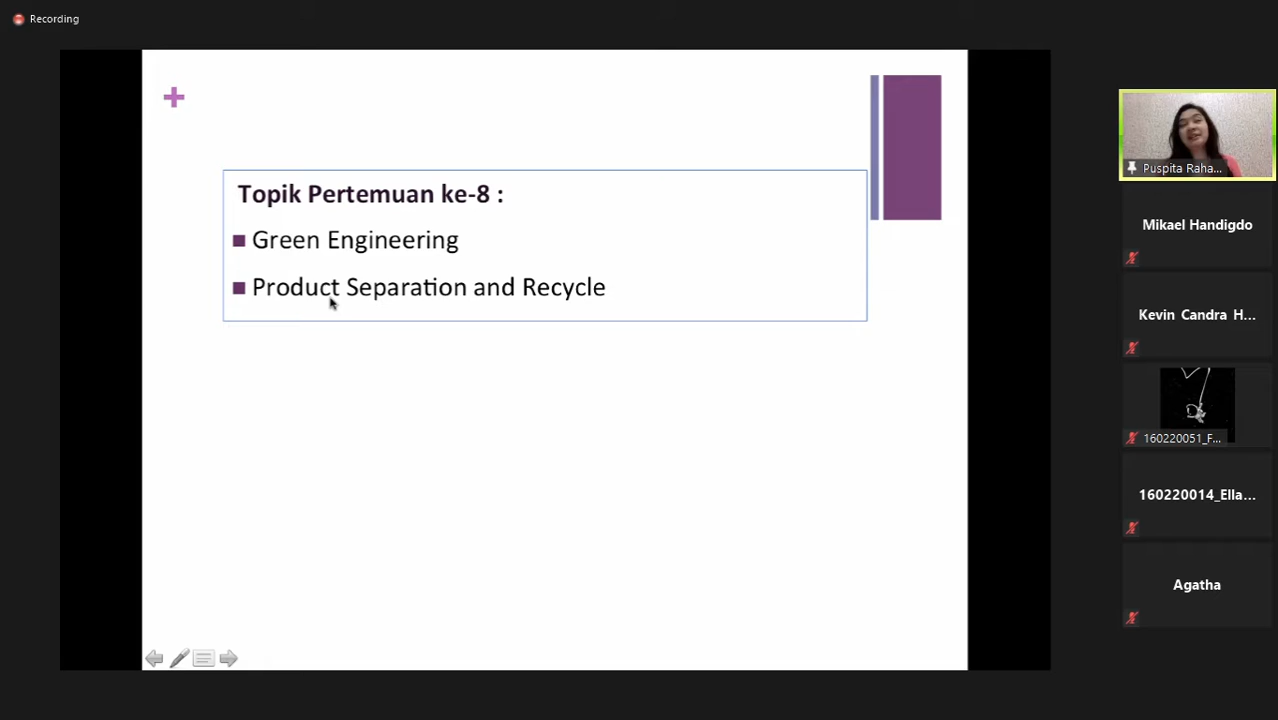 Recording
+
Topik Pertemuan ke-8 :
Green Engineering
Product Separation and Recycle
Puspita Raha...
Mikael Handigdo
Kevin Candra H...
160220051_F...
160220014_Ella...
Agatha